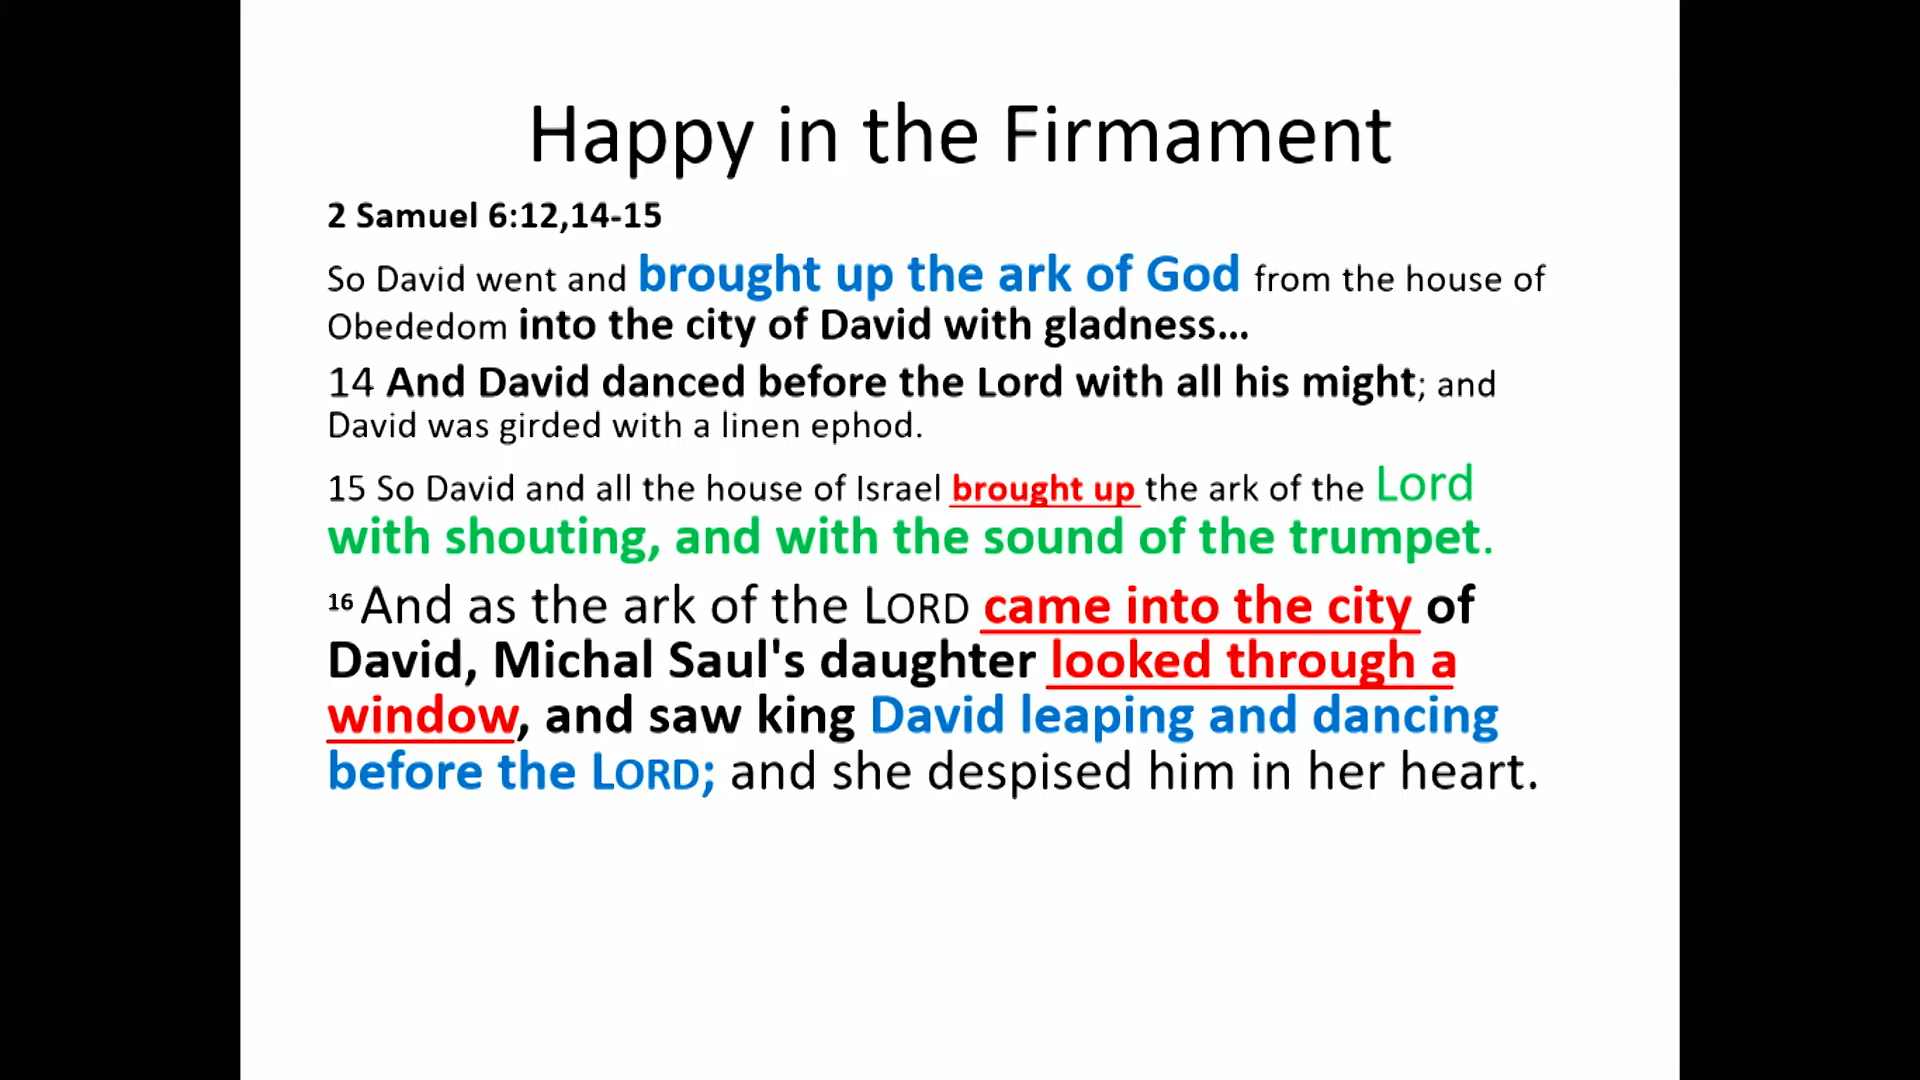 Happy in the Firmament
2 Samuel 6:12,14-15
So David went and brought up the ark of God from the house of
Obededom into the city of David with gladness...
14 And David danced before the Lord with all his might; and
David was girded with a linen ephod.
15 So David and all the house of Israel brought up the ark of the Lord
with shouting, and with the sound of the trumpet.
16 And as the ark of the LORD came into the city of
David, Michal Saul's daughter looked through a
window, and saw king David leaping and dancing
before the LORD; and she despised him in her heart.